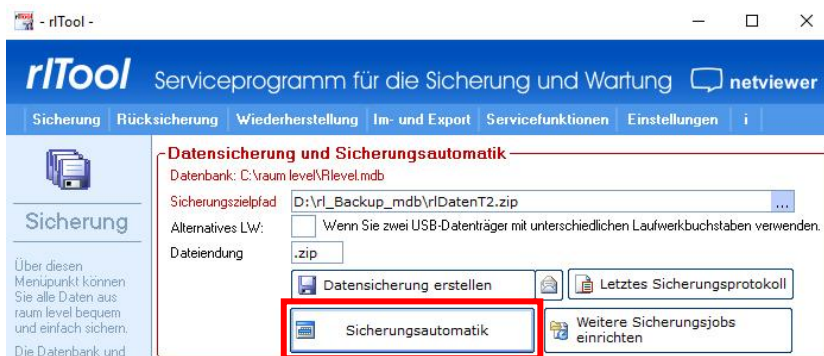 - rlTool -
rlTool Serviceprogramm für die Sicherung und Wartung netviewer
Sicherung Rücksicherung Wiederherstellung Im- und Export Servicefunktionen Einstellungen i
Datensicherung und Sicherungsautomatik
Datenbank: C:\raum level\Rlevel.mdb
Sicherungszielpfad D:\rl_Backup_mdb\rlDatenT2.zip ...
Alternatives LW: Wenn Sie zwei USB-Datenträger mit unterschiedlichen Laufwerkbuchstaben verwenden.
Dateiendung .zip
Datensicherung erstellen Letztes Sicherungsprotokoll
Sicherungsautomatik Weitere Sicherungsjobs
einrichten
Sicherung
Über diesen
Menüpunkt können
Sie alle Daten aus
raum level bequem
und einfach sichern.
Die Datenbank und